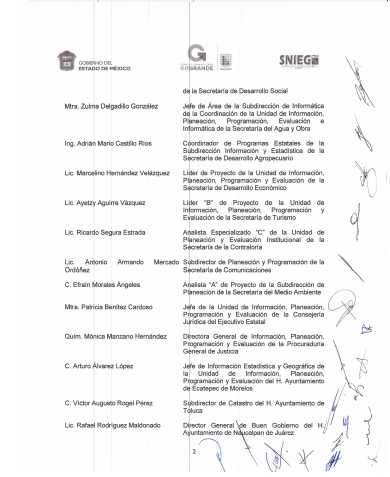 GOBIERNO DEL
ESTADO DE MÉXICO
G
enGRANDE
SNIEG
de la Secretaría de Desarrollo Social
Mtra. Zulma Delgadillo González
Jefe de Área de la Subdirección de Informática
de la Coordinación de la Unidad de Información,
Planeación, Programación, Evaluación e
Informática de la Secretaría del Agua y Obra
Ing. Adrián Mario Castillo Ríos
Coordinador de Programas Estatales de la
Subdirección Información y Estadística de la
Secretaría de Desarrollo Agropecuario
Lic. Marcelino Hernández Velázquez
Líder de Proyecto de la Unidad de Información,
Planeación, Programación y Evaluación de la
Secretaría de Desarrollo Económico
Lic. Ayetzy Aguirre Vázquez
Líder "B" de Proyecto de la Unidad de
Información, Planeación, Programación y
Evaluación de la Secretaría de Turismo
Lic. Ricardo Segura Estrada
Analista Especializado "C" de la Unidad de
Planeación y Evaluación Institucional de la
Secretaría de la Contraloría
Lic. Antonio Armando Mercado
Ordóñez
Subdirector de Planeación y Programación de la
Secretaría de Comunicaciones
C. Efraín Morales Ángeles
Analista "A" de Proyecto de la Subdirección de
Planeación de la Secretaría del Medio Ambiente
Mtra. Patricia Benítez Cardoso
Jefa de la Unidad de Información, Planeación,
Programación y Evaluación de la Consejería
Jurídica del Ejecutivo Estatal
Quím. Mónica Manzano Hernández
Directora General de Información, Planeación,
Programación y Evaluación de la Procuraduría
General de Justicia
C. Arturo Álvarez López
Jefe de Información Estadística y Geográfica de
la Unidad de Información, Planeación,
Programación y Evaluación del H. Ayuntamiento
de Ecatepec de Morelos
C. Víctor Augusto Rogel Pérez
Subdirector de Catastro del H. Ayuntamiento de
Toluca
Lic. Rafael Rodríguez Maldonado
Director General de Buen Gobierno del H.
Ayuntamiento de Naucalpan de Juárez
2